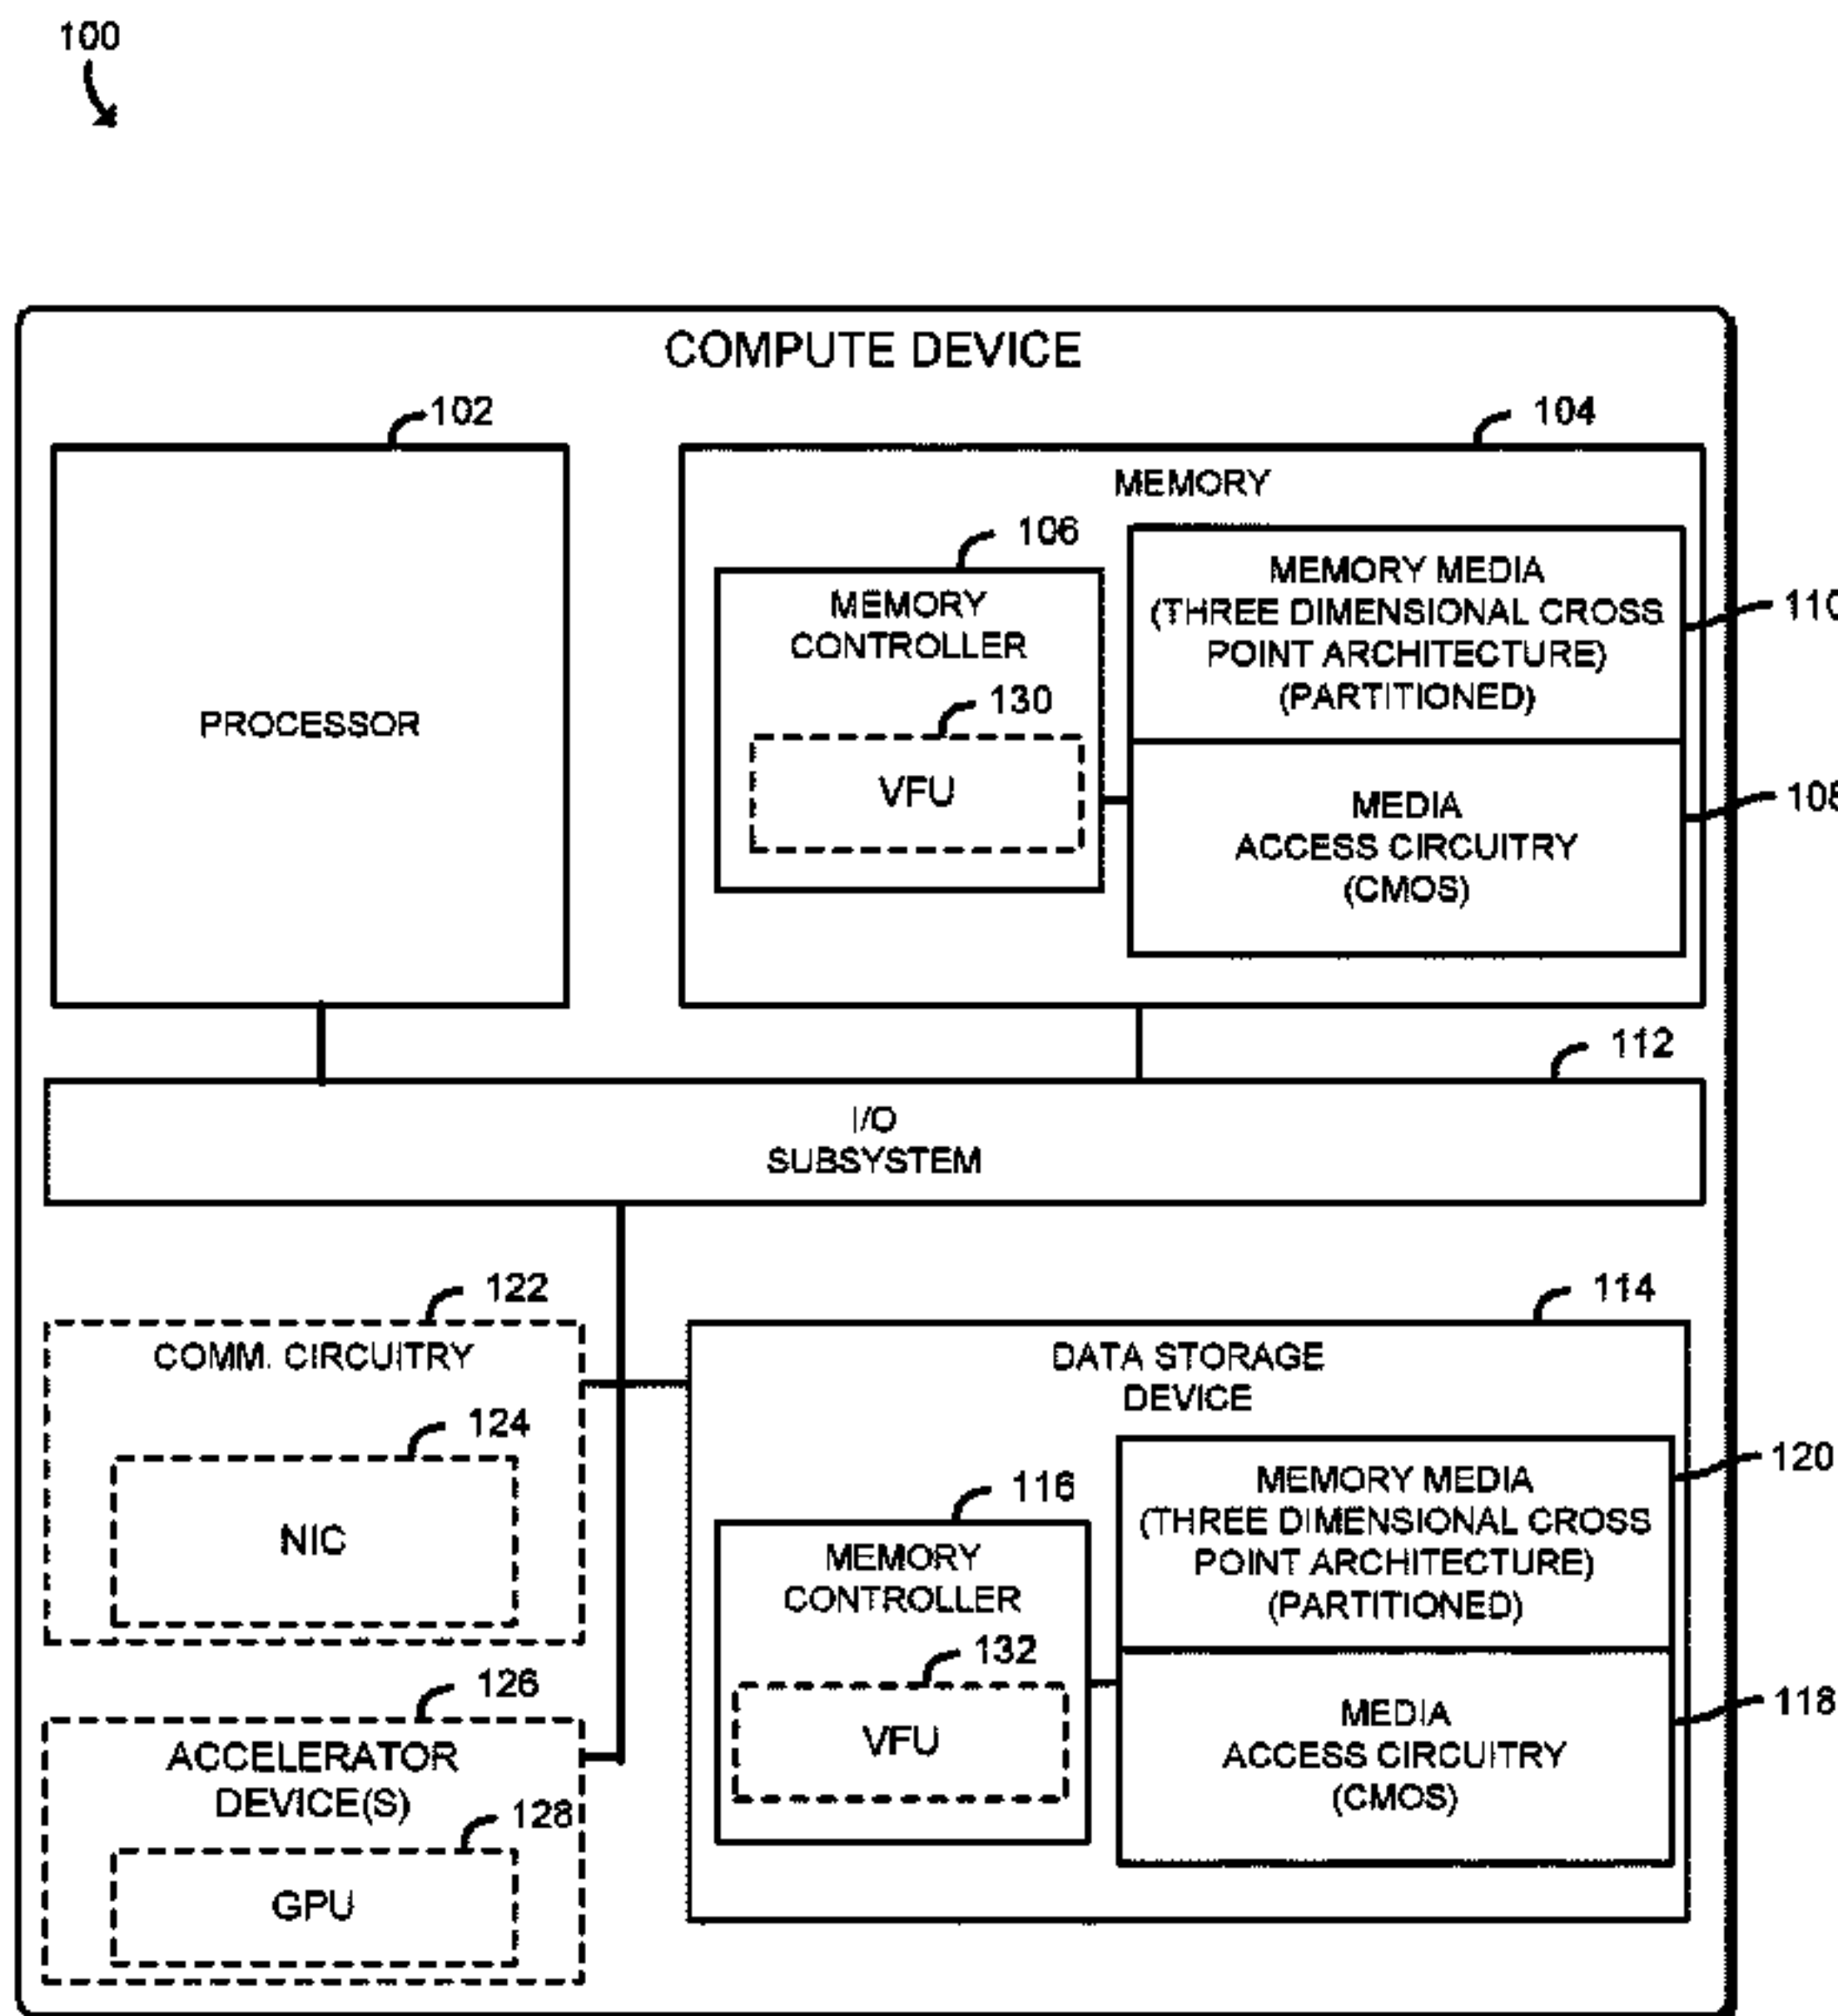 100
COMPUTE DEVICE
102
PROCESSOR
104
MEMORY
106
MEMORY
CONTROLLER
130
VFU
MEMORY MEDIA
(THREE DIMENSIONAL CROSS
POINT ARCHITECTURE)
(PARTITIONED)
110
MEDIA
ACCESS CIRCUITRY
(CMOS)
108
112
I/O
SUBSYSTEM
122
COMM. CIRCUITRY
124
NIC
126
ACCELERATOR
DEVICE(S)
128
GPU
114
DATA STORAGE
DEVICE
116
MEMORY
CONTROLLER
132
VFU
MEMORY MEDIA
(THREE DIMENSIONAL CROSS
POINT ARCHITECTURE)
(PARTITIONED)
120
MEDIA
ACCESS CIRCUITRY
(CMOS)
118